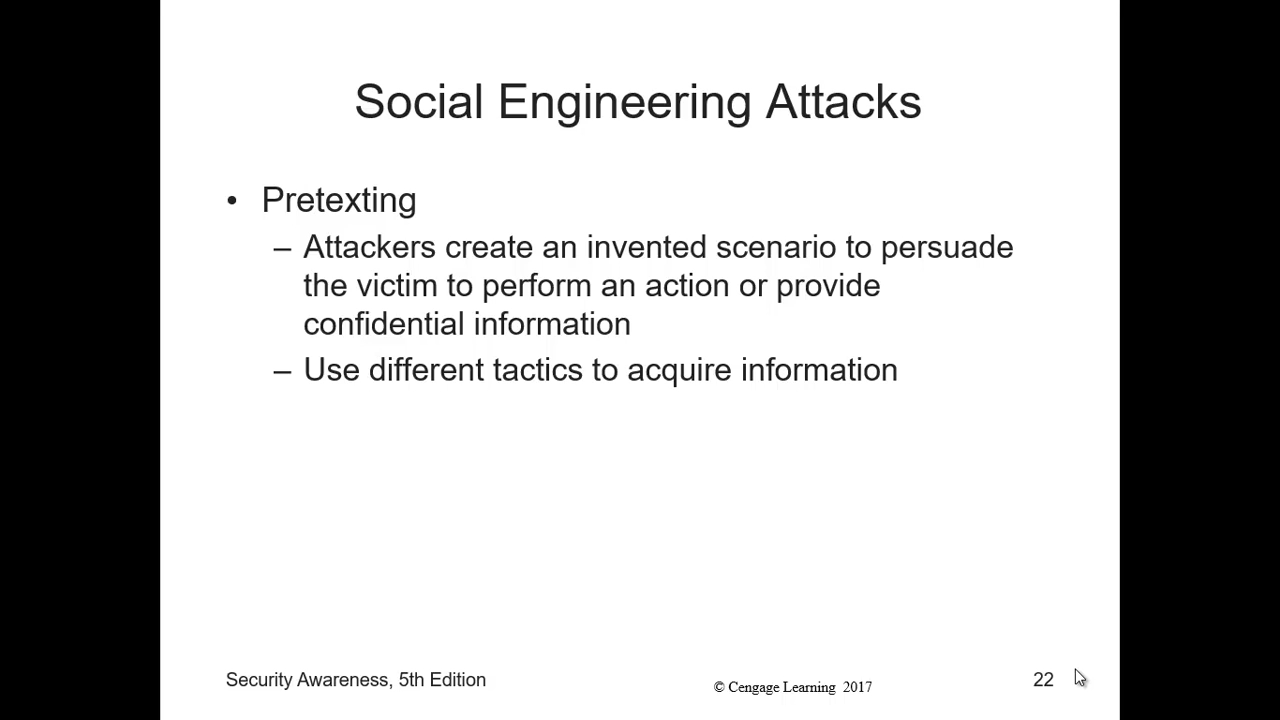 Social Engineering Attacks
• Pretexting
– Attackers create an invented scenario to persuade
the victim to perform an action or provide
confidential information
– Use different tactics to acquire information
Security Awareness, 5th Edition
© Cengage Learning 2017
22